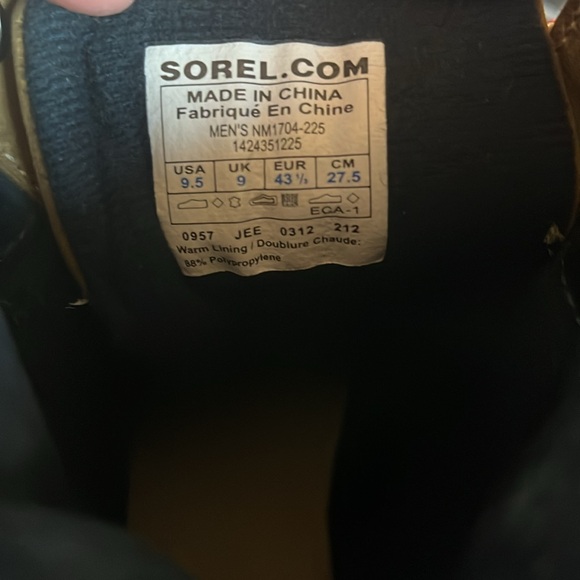 SOREL.COM
MADE IN CHINA
Fabriqué En Chine
MEN'S NM1704-225
1424351225
USA UK EUR CM
9.5 9 43 ⅓ 27.5
ECA-1
0957 JEE 0312 212
Warm Lining / Doublure Chaude:
88% Polypropylene